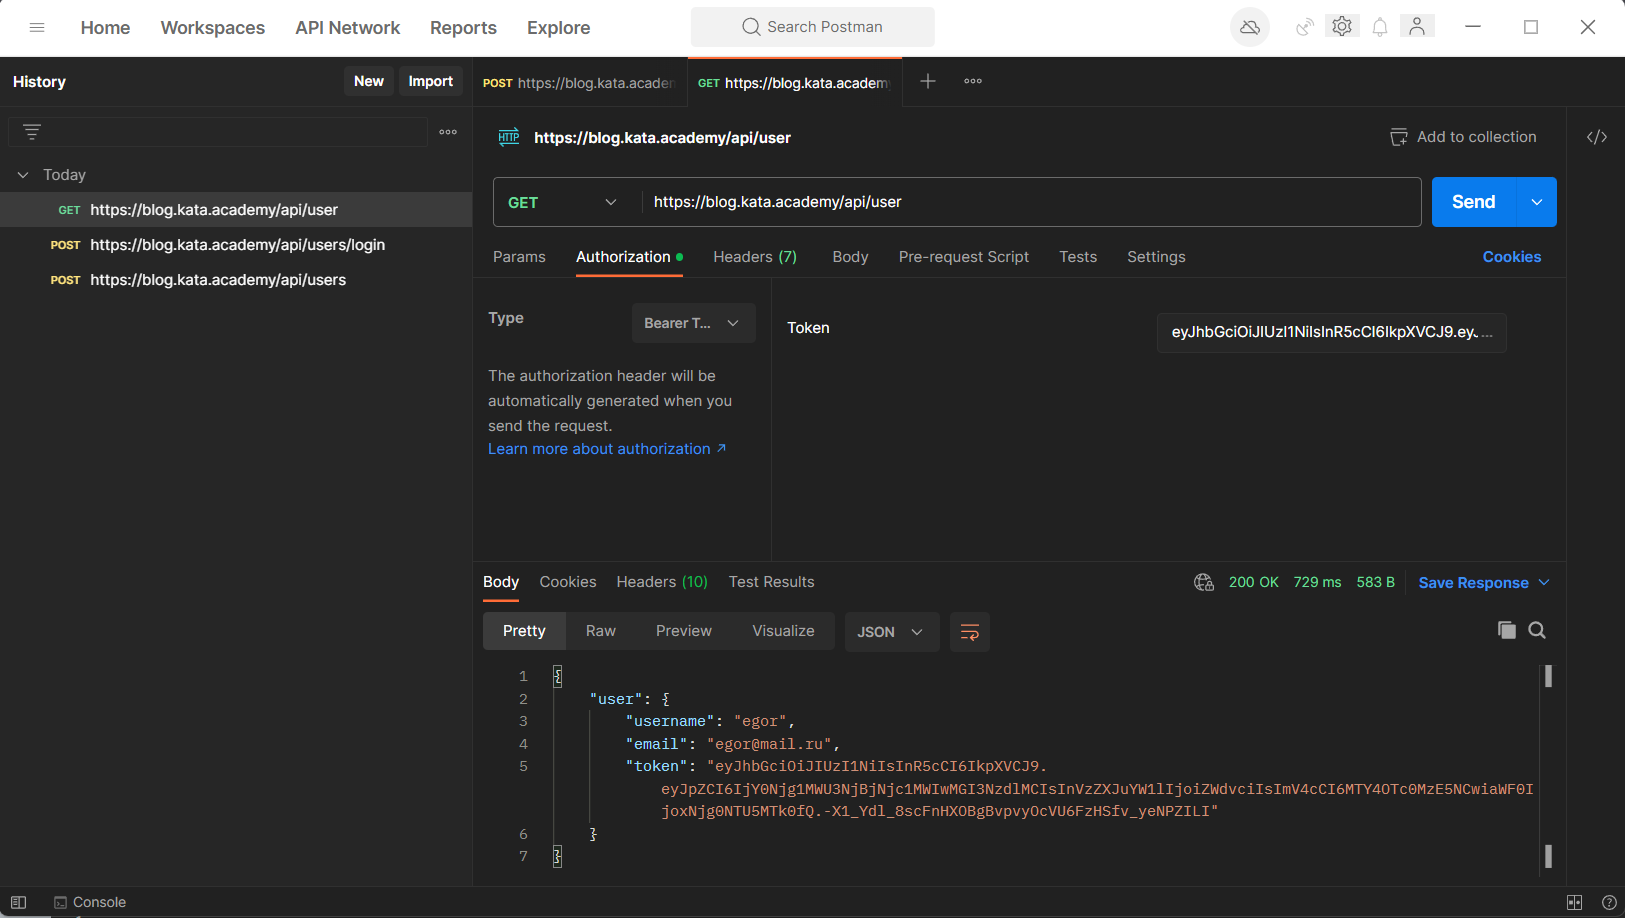 Home Workspaces API Network Reports Explore Search Postman
History New Import
POST https://blog.kata.academ GET https://blog.kata.academ
HTTP https://blog.kata.academy/api/user Add to collection
Today
GET https://blog.kata.academy/api/user
POST https://blog.kata.academy/api/users/login
POST https://blog.kata.academy/api/users
GET https://blog.kata.academy/api/user Send
Params Authorization Headers (7) Body Pre-request Script Tests Settings Cookies
Type Bearer T...
Token eyJhbGciOiJIUzI1NiIsInR5cCI6IkpXVCJ9.ey...
The authorization header will be
automatically generated when you
send the request.
Learn more about authorization ↗
Body Cookies Headers (10) Test Results 200 OK 729 ms 583 B Save Response
Pretty Raw Preview Visualize JSON
1 {
2 "user": {
3 "username": "egor",
4 "email": "egor@mail.ru",
5 "token": "eyJhbGciOiJIUzI1NiIsInR5cCI6IkpXVCJ9.
eyJpZCI6IjY0Njg1MWU3NjBjNjc1MWIwMGI3NzdlMCIsInVzZXJuYW1lIjoiZWdvciIsImV4cCI6MTY4OTc0MzE5NCwiaWF0I
joxNjg0NTU5MTk0fQ.-X1_Ydl_8scFnHXOBgBvpvyOcVU6FzHSfv_yeNPZILI"
6 }
7 }
Console